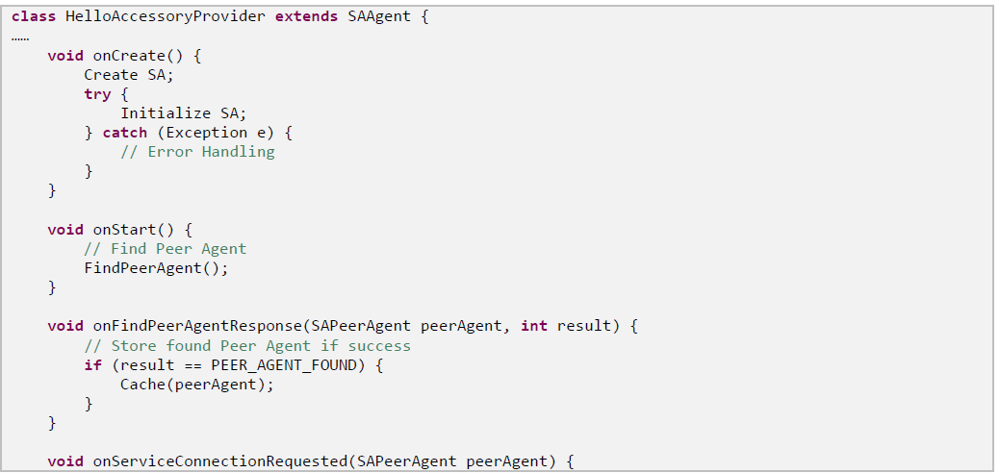 class HelloAccessoryProvider extends SAAgent {
……
    void onCreate() {
        Create SA;
        try {
            Initialize SA;
        } catch (Exception e) {
            // Error Handling
        }
    }

    void onStart() {
        // Find Peer Agent
        FindPeerAgent();
    }

    void onFindPeerAgentResponse(SAPeerAgent peerAgent, int result) {
        // Store found Peer Agent if success
        if (result == PEER_AGENT_FOUND) {
            Cache(peerAgent);
        }
    }

    void onServiceConnectionRequested(SAPeerAgent peerAgent) {